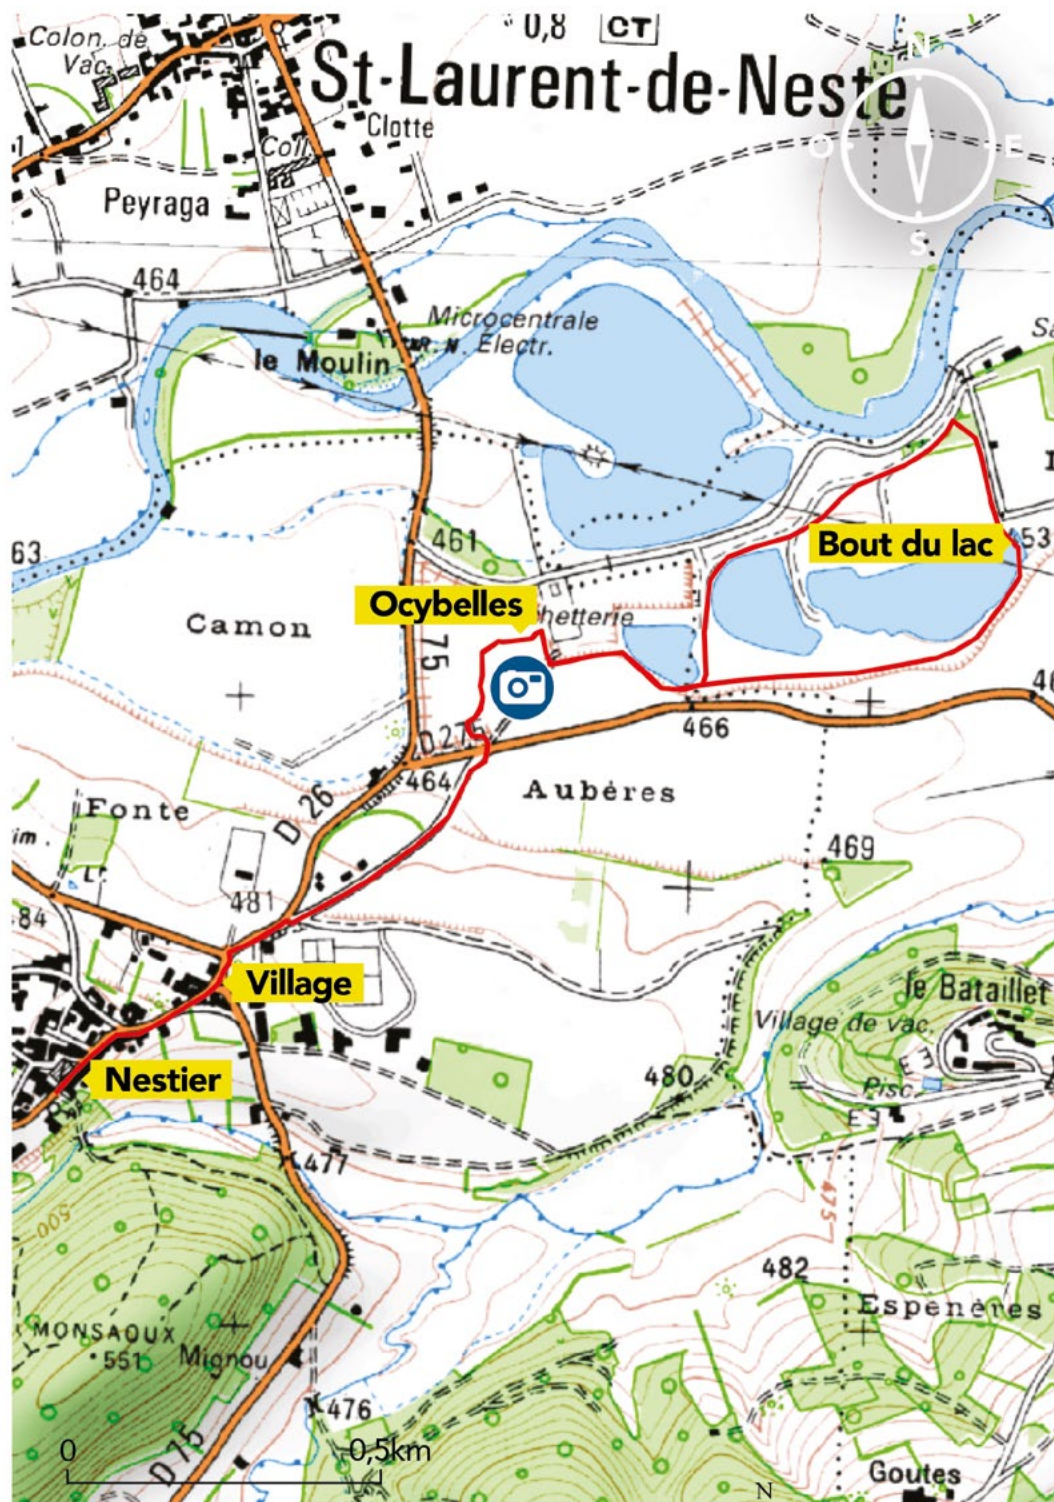 0,8 CT
Colon. de
Vac.
St-Laurent-de-Neste
N
Clotte
Coll.
O E
Peyraga
S
464
Microcentrale
Electr.
le Moulin
63
461
Bout du lac
53
Ocybelles
hetterie
Camon
75
D 275
466
464
Aubères
Fonte
D 26
469
481
84
Village
le Bataillet
Village de vac.
Nestier
480
Pisc.
477
475
500
482
Espenères
MONSAOUX
551
Mignou
476
0 0,5km
D 75
Goutes
N